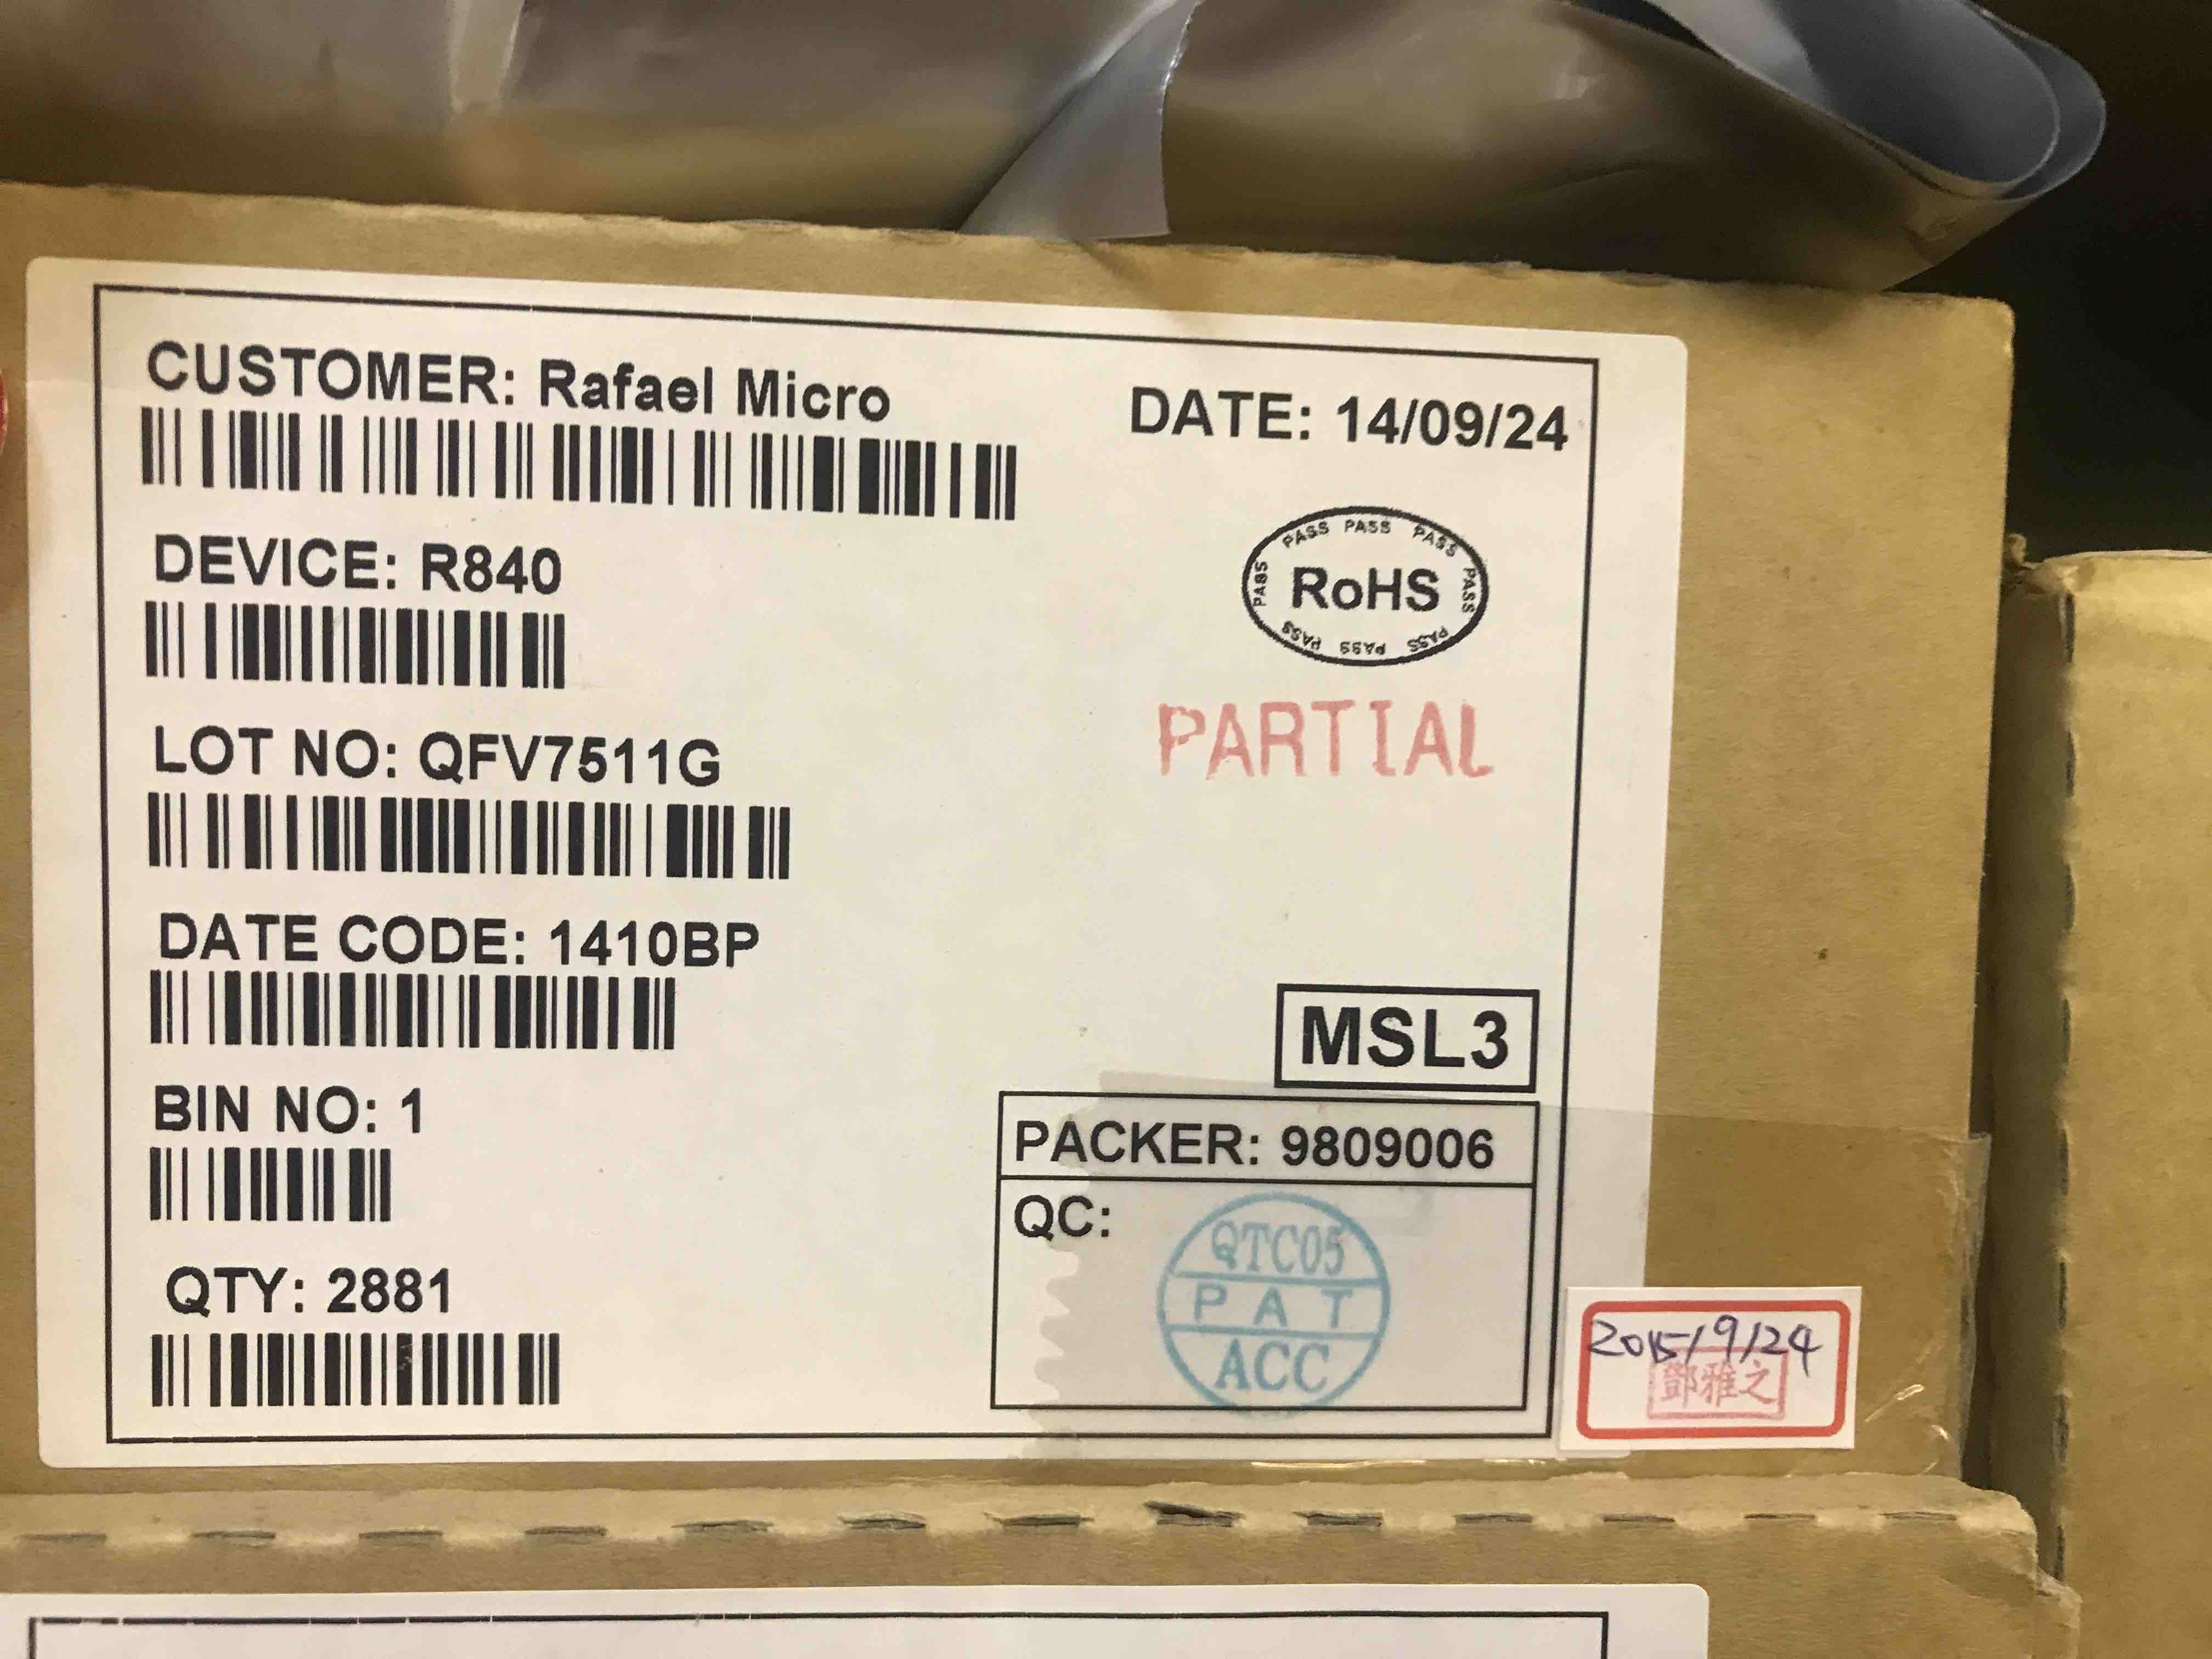 CUSTOMER: Rafael Micro
DATE: 14/09/24
DEVICE: R840
PASS PASS PASS PASS PASS PASS PASS PASS
RoHS
PARTIAL
LOT NO: QFV7511G
DATE CODE: 1410BP
MSL3
BIN NO: 1
PACKER: 9809006
QC:
QTC05
PAT
ACC
QTY: 2881
2015/9/24
鄧雅之